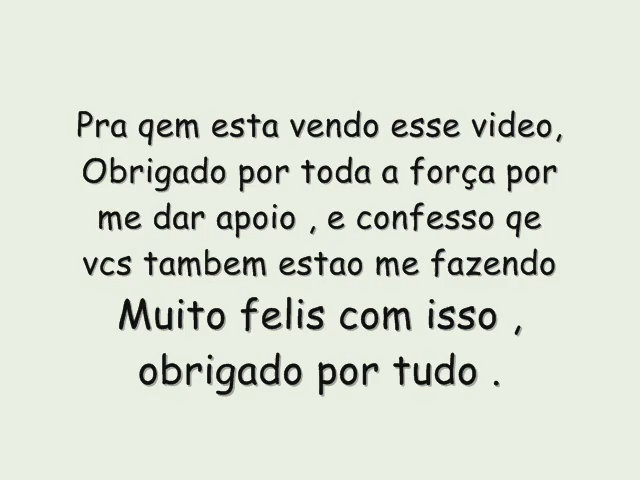 Pra qem esta vendo esse video,
Obrigado por toda a força por
me dar apoio , e confesso qe
vcs tambem estao me fazendo
Muito felis com isso ,
obrigado por tudo .